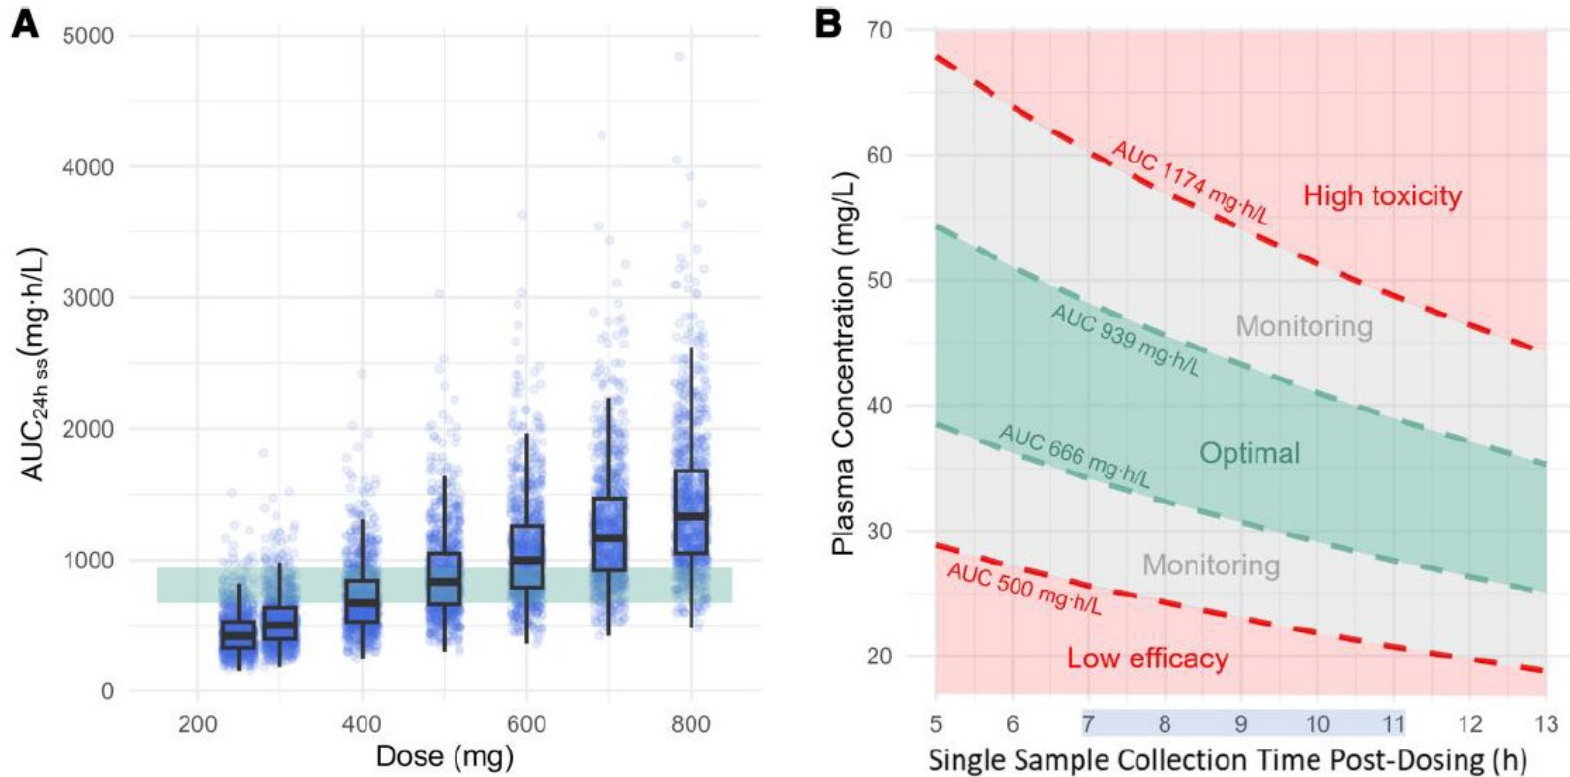 A
AUC24h ss(mg·h/L)
5000
4000
3000
2000
1000
0
200 400 600 800
Dose (mg)
B
Plasma Concentration (mg/L)
70
60
50
40
30
20
AUC 1174 mg·h/L
High toxicity
AUC 939 mg·h/L
Monitoring
AUC 666 mg·h/L
Optimal
AUC 500 mg·h/L
Monitoring
Low efficacy
5 6 7 8 9 10 11 12 13
Single Sample Collection Time Post-Dosing (h)